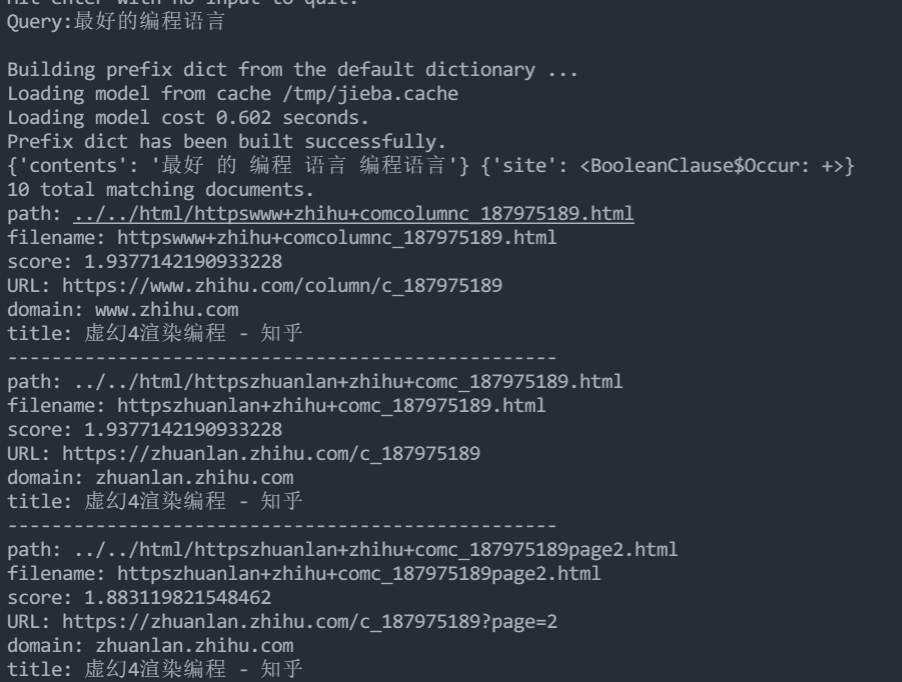 Hit enter with no input to quit.
Query:最好的编程语言
Building prefix dict from the default dictionary ...
Loading model from cache /tmp/jieba.cache
Loading model cost 0.602 seconds.
Prefix dict has been built successfully.
{'contents': '最好 的 编程 语言 编程语言'} {'site': <BooleanClause$Occur: +>}
10 total matching documents.
path: ../../html/httpswww+zhihu+comcolumnc_187975189.html
filename: httpswww+zhihu+comcolumnc_187975189.html
score: 1.9377142190933228
URL: https://www.zhihu.com/column/c_187975189
domain: www.zhihu.com
title: 虚幻4渲染编程 - 知乎
--------------------------------------------------
path: ../../html/httpszhuanlan+zhihu+comc_187975189.html
filename: httpszhuanlan+zhihu+comc_187975189.html
score: 1.9377142190933228
URL: https://zhuanlan.zhihu.com/c_187975189
domain: zhuanlan.zhihu.com
title: 虚幻4渲染编程 - 知乎
--------------------------------------------------
path: ../../html/httpszhuanlan+zhihu+comc_187975189page2.html
filename: httpszhuanlan+zhihu+comc_187975189page2.html
score: 1.883119821548462
URL: https://zhuanlan.zhihu.com/c_187975189?page=2
domain: zhuanlan.zhihu.com
title: 虚幻4渲染编程 - 知乎